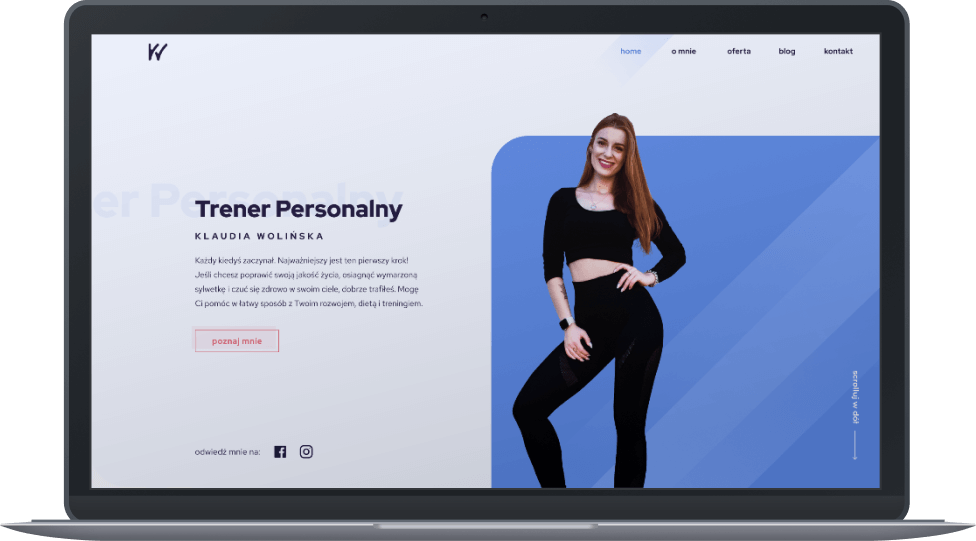 home o mnie oferta blog kontakt
er Personalny
Trener Personalny
KLAUDIA WOLIŃSKA
Każdy kiedyś zaczynał. Najważniejszy jest ten pierwszy krok!
Jeśli chcesz poprawić swoją jakość życia, osiągnąć wymarzoną
sylwetkę i czuć się zdrowo w swoim ciele, dobrze trafiłeś. Mogę
Ci pomóc w łatwy sposób z Twoim rozwojem, dietą i treningiem.
poznaj mnie
scrolluj w dół
odwiedź mnie na: